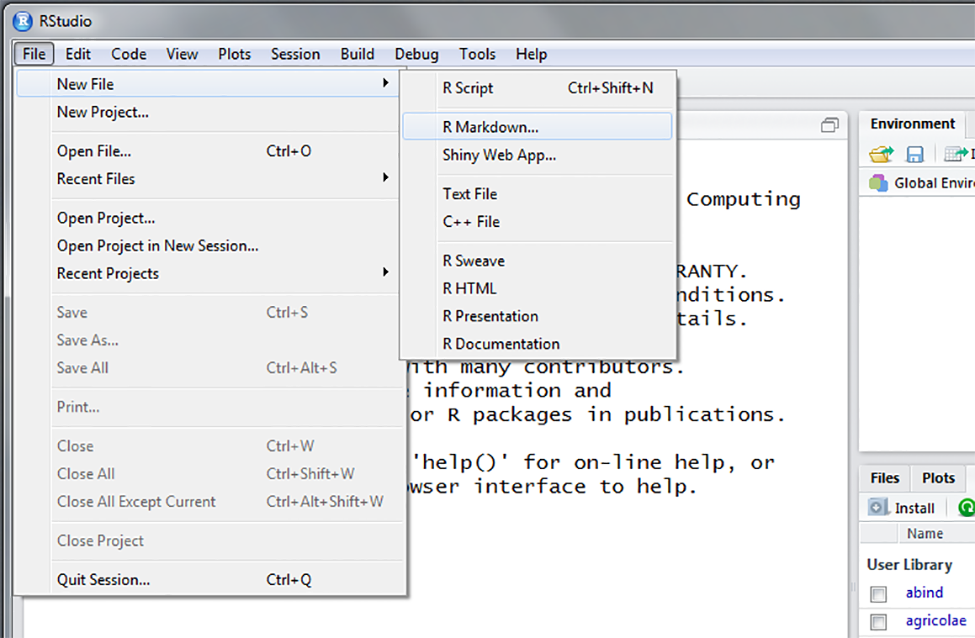 RStudio
File Edit Code View Plots Session Build Debug Tools Help
New File
New Project...
Open File... Ctrl+O
Recent Files
Open Project...
Open Project in New Session...
Recent Projects
Save Ctrl+S
Save As...
Save All Ctrl+Alt+S
Print...
Close Ctrl+W
Close All Ctrl+Shift+W
Close All Except Current Ctrl+Alt+Shift+W
Close Project
Quit Session... Ctrl+Q
R Script Ctrl+Shift+N
R Markdown...
Shiny Web App...
Text File
C++ File
R Sweave
R HTML
R Presentation
R Documentation
Computing
RANTY.
nditions.
tails.
ith many contributors.
information and
or R packages in publications.
'help()' for on-line help, or
wser interface to help.
Environment
Global Envir
Files Plots
Install
Name
User Library
abind
agricolae